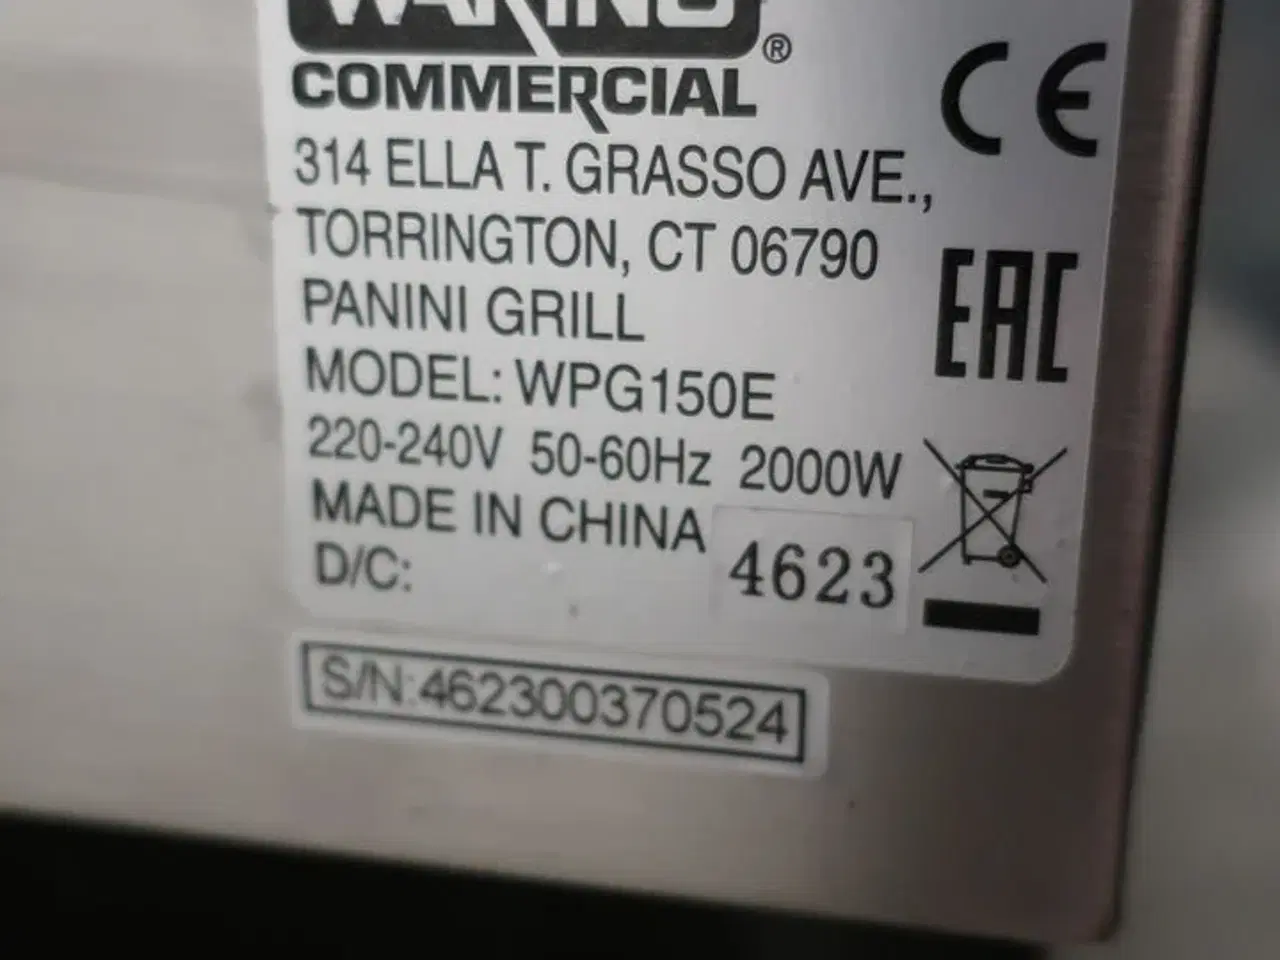 WARING
COMMERCIAL®
314 ELLA T. GRASSO AVE.,
TORRINGTON, CT 06790
PANINI GRILL
MODEL: WPG150E
220-240V 50-60Hz 2000W
MADE IN CHINA
D/C: 4623
S/N:462300370524
CE
EAC